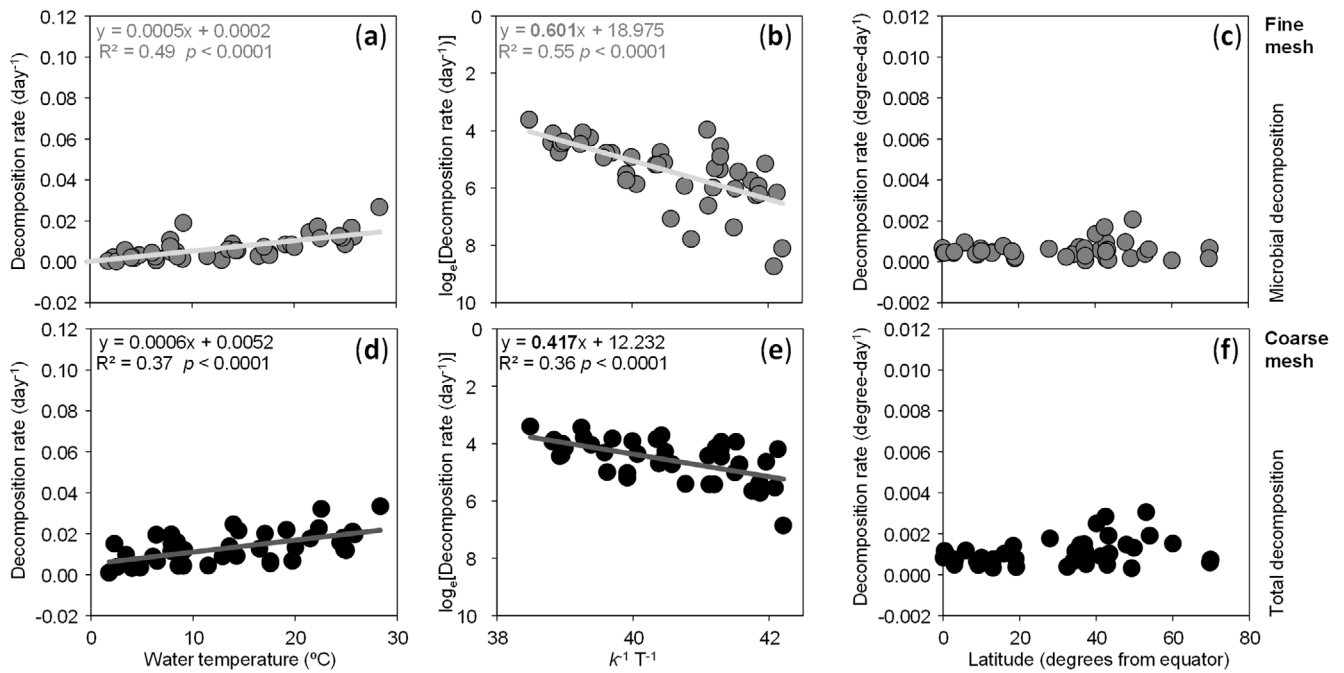 (a)
y = 0.0005x + 0.0002
R² = 0.49 p < 0.0001
Decomposition rate (day-1)
0.12
0.10
0.08
0.06
0.04
0.02
0.00
-0.02
(b)
y = 0.601x + 18.975
R² = 0.55 p < 0.0001
loge[Decomposition rate (day-1)]
0
2
4
6
8
10
(c)
Decomposition rate (degree-day1)
0.012
0.010
0.008
0.006
0.004
0.002
0.000
-0.002
Fine
mesh
Microbial decomposition
(d)
y = 0.0006x + 0.0052
R² = 0.37 p < 0.0001
Decomposition rate (day-1)
0.12
0.10
0.08
0.06
0.04
0.02
0.00
-0.02
0 10 20 30
Water temperature (ºC)
(e)
y = 0.417x + 12.232
R² = 0.36 p < 0.0001
loge[Decomposition rate (day-1)]
0
2
4
6
8
10
38 40 42
k-1 T-1
(f)
Decomposition rate (degree-day1)
0.012
0.010
0.008
0.006
0.004
0.002
0.000
-0.002
0 20 40 60 80
Latitude (degrees from equator)
Coarse
mesh
Total decomposition